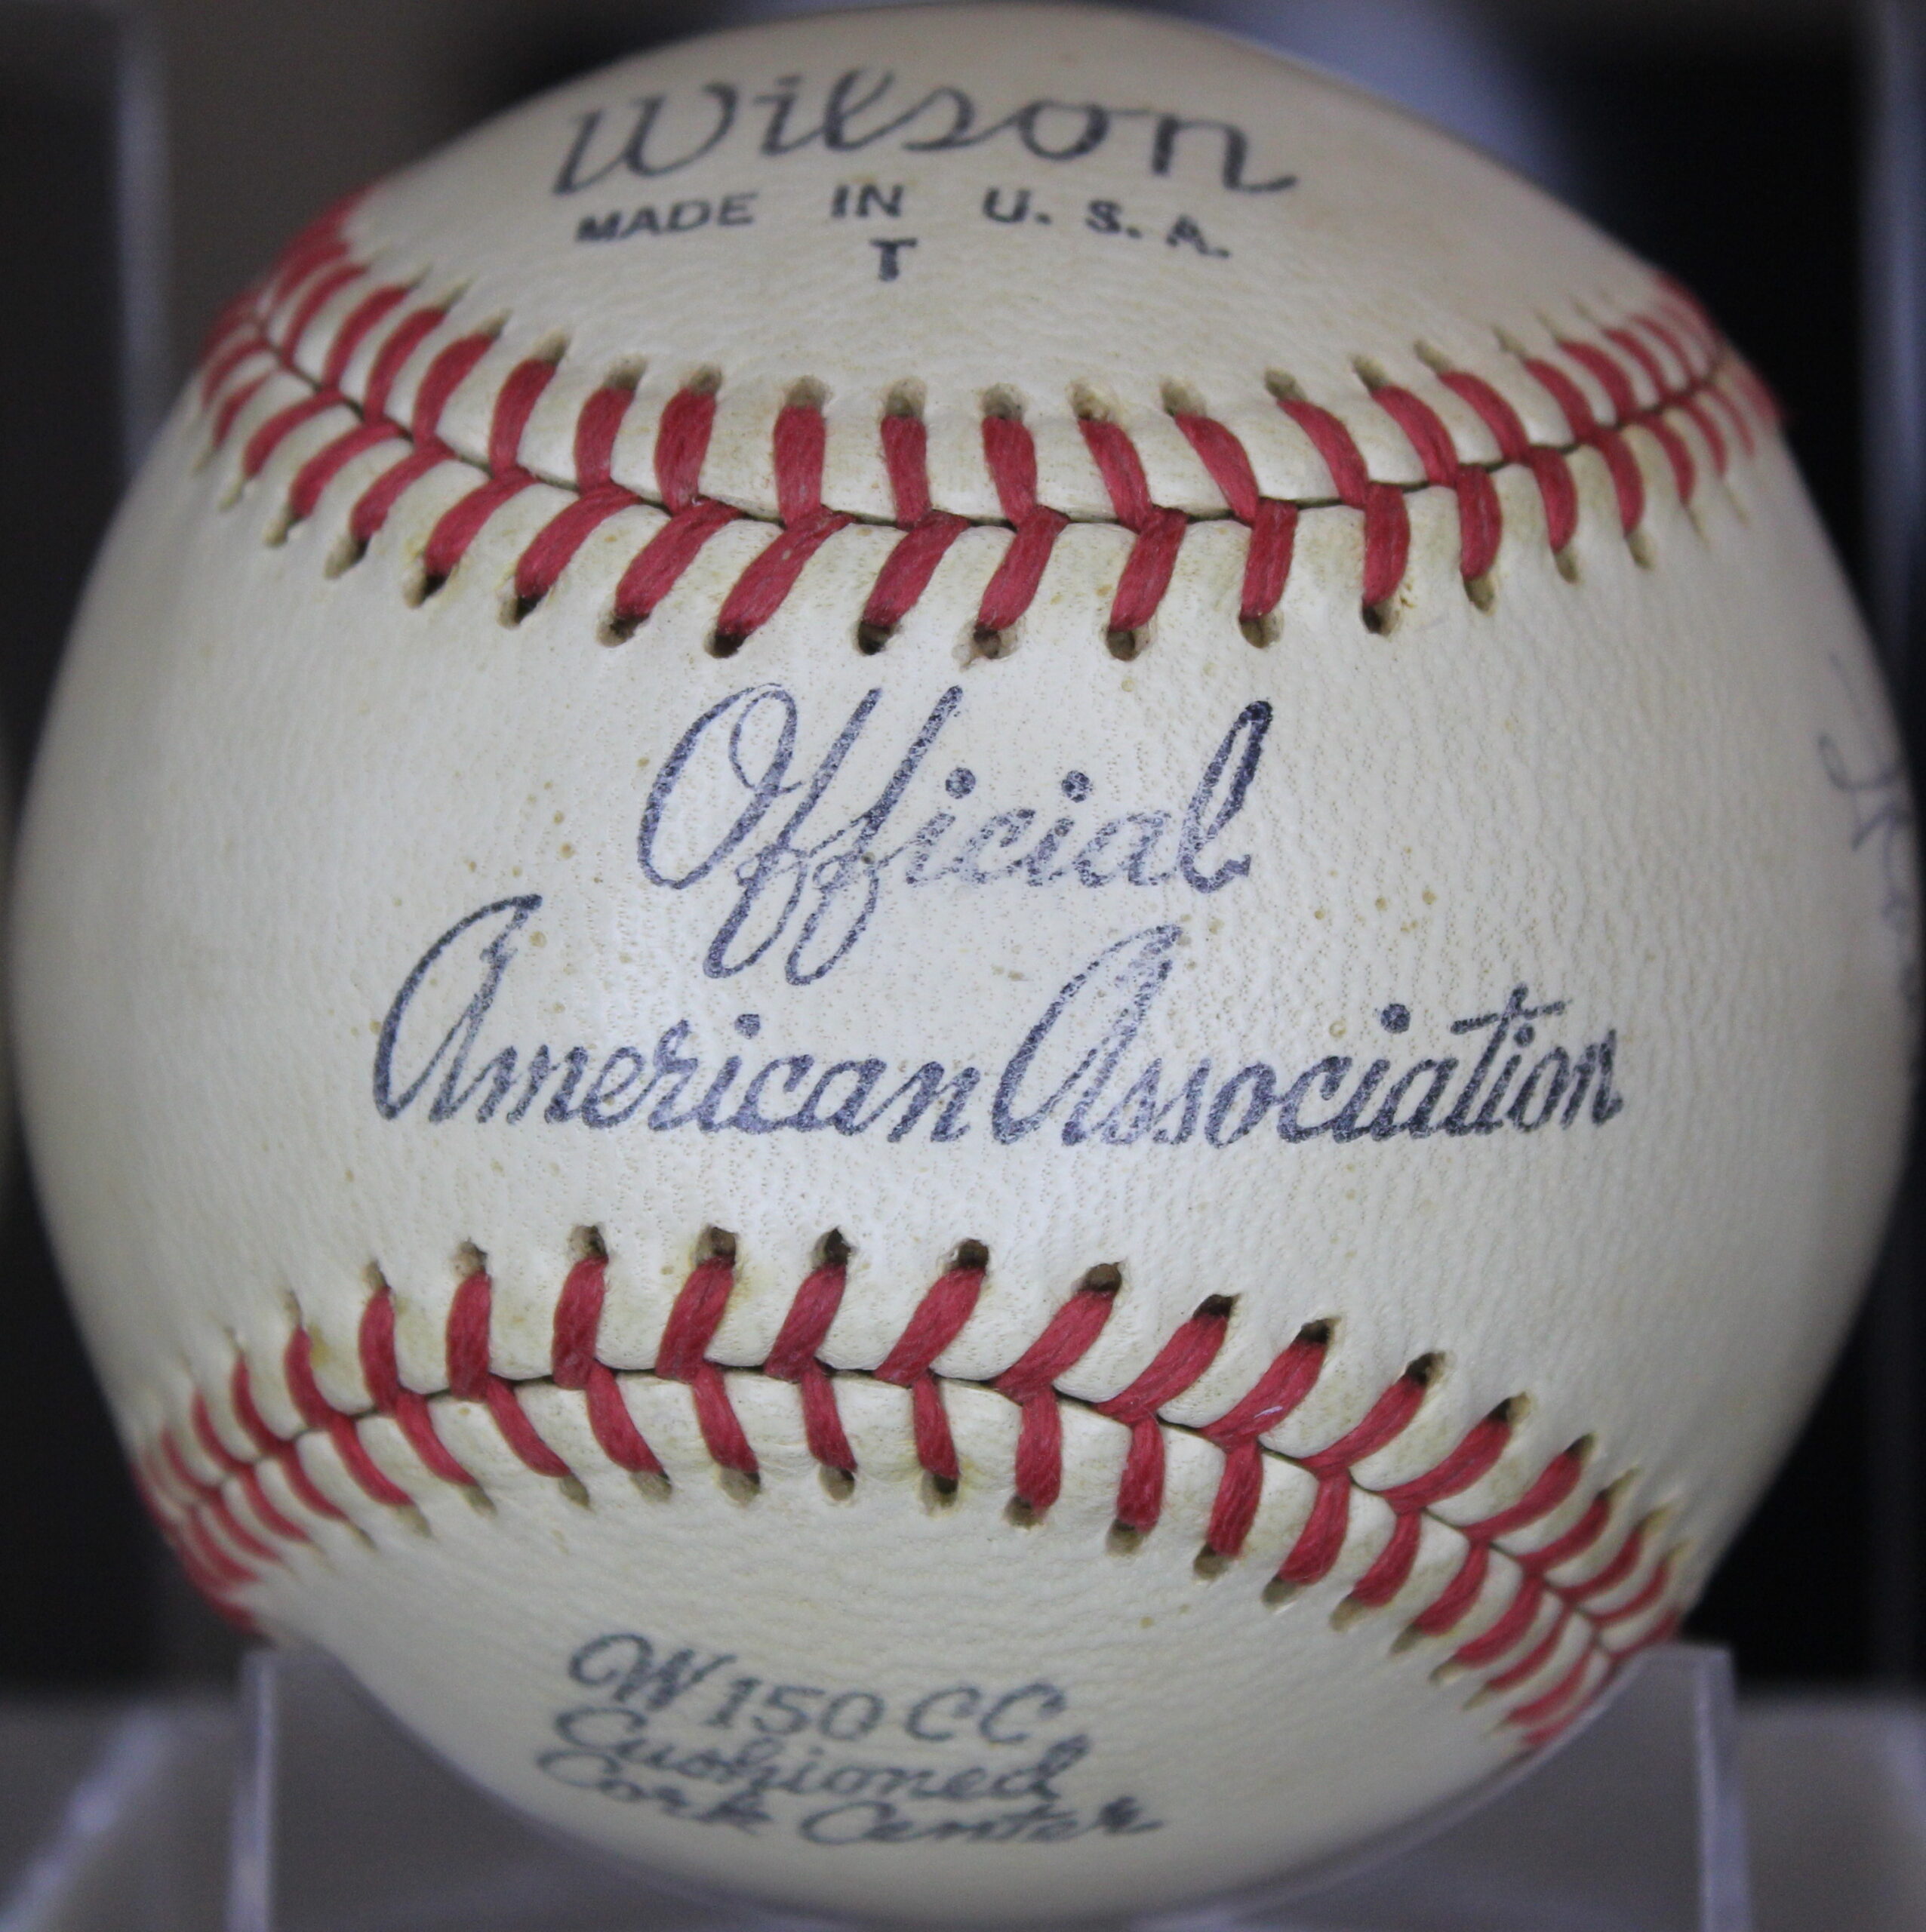 Wilson
MADE IN U.S.A.
T
Official
American Association
W150CC
Cushioned
Cork Center